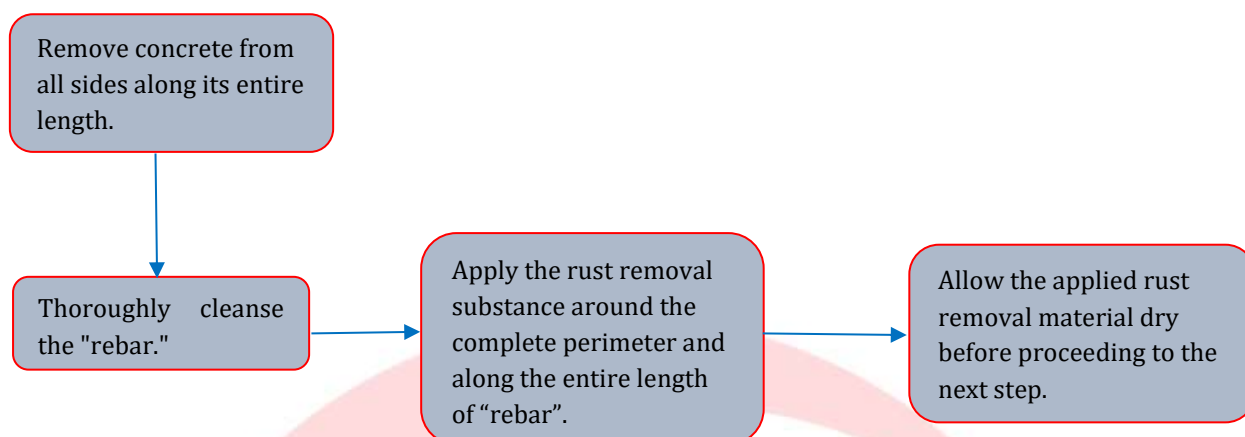 Remove concrete from
all sides along its entire
length.
Thoroughly cleanse
the "rebar."
Apply the rust removal
substance around the
complete perimeter and
along the entire length
of “rebar”.
Allow the applied rust
removal material dry
before proceeding to the
next step.